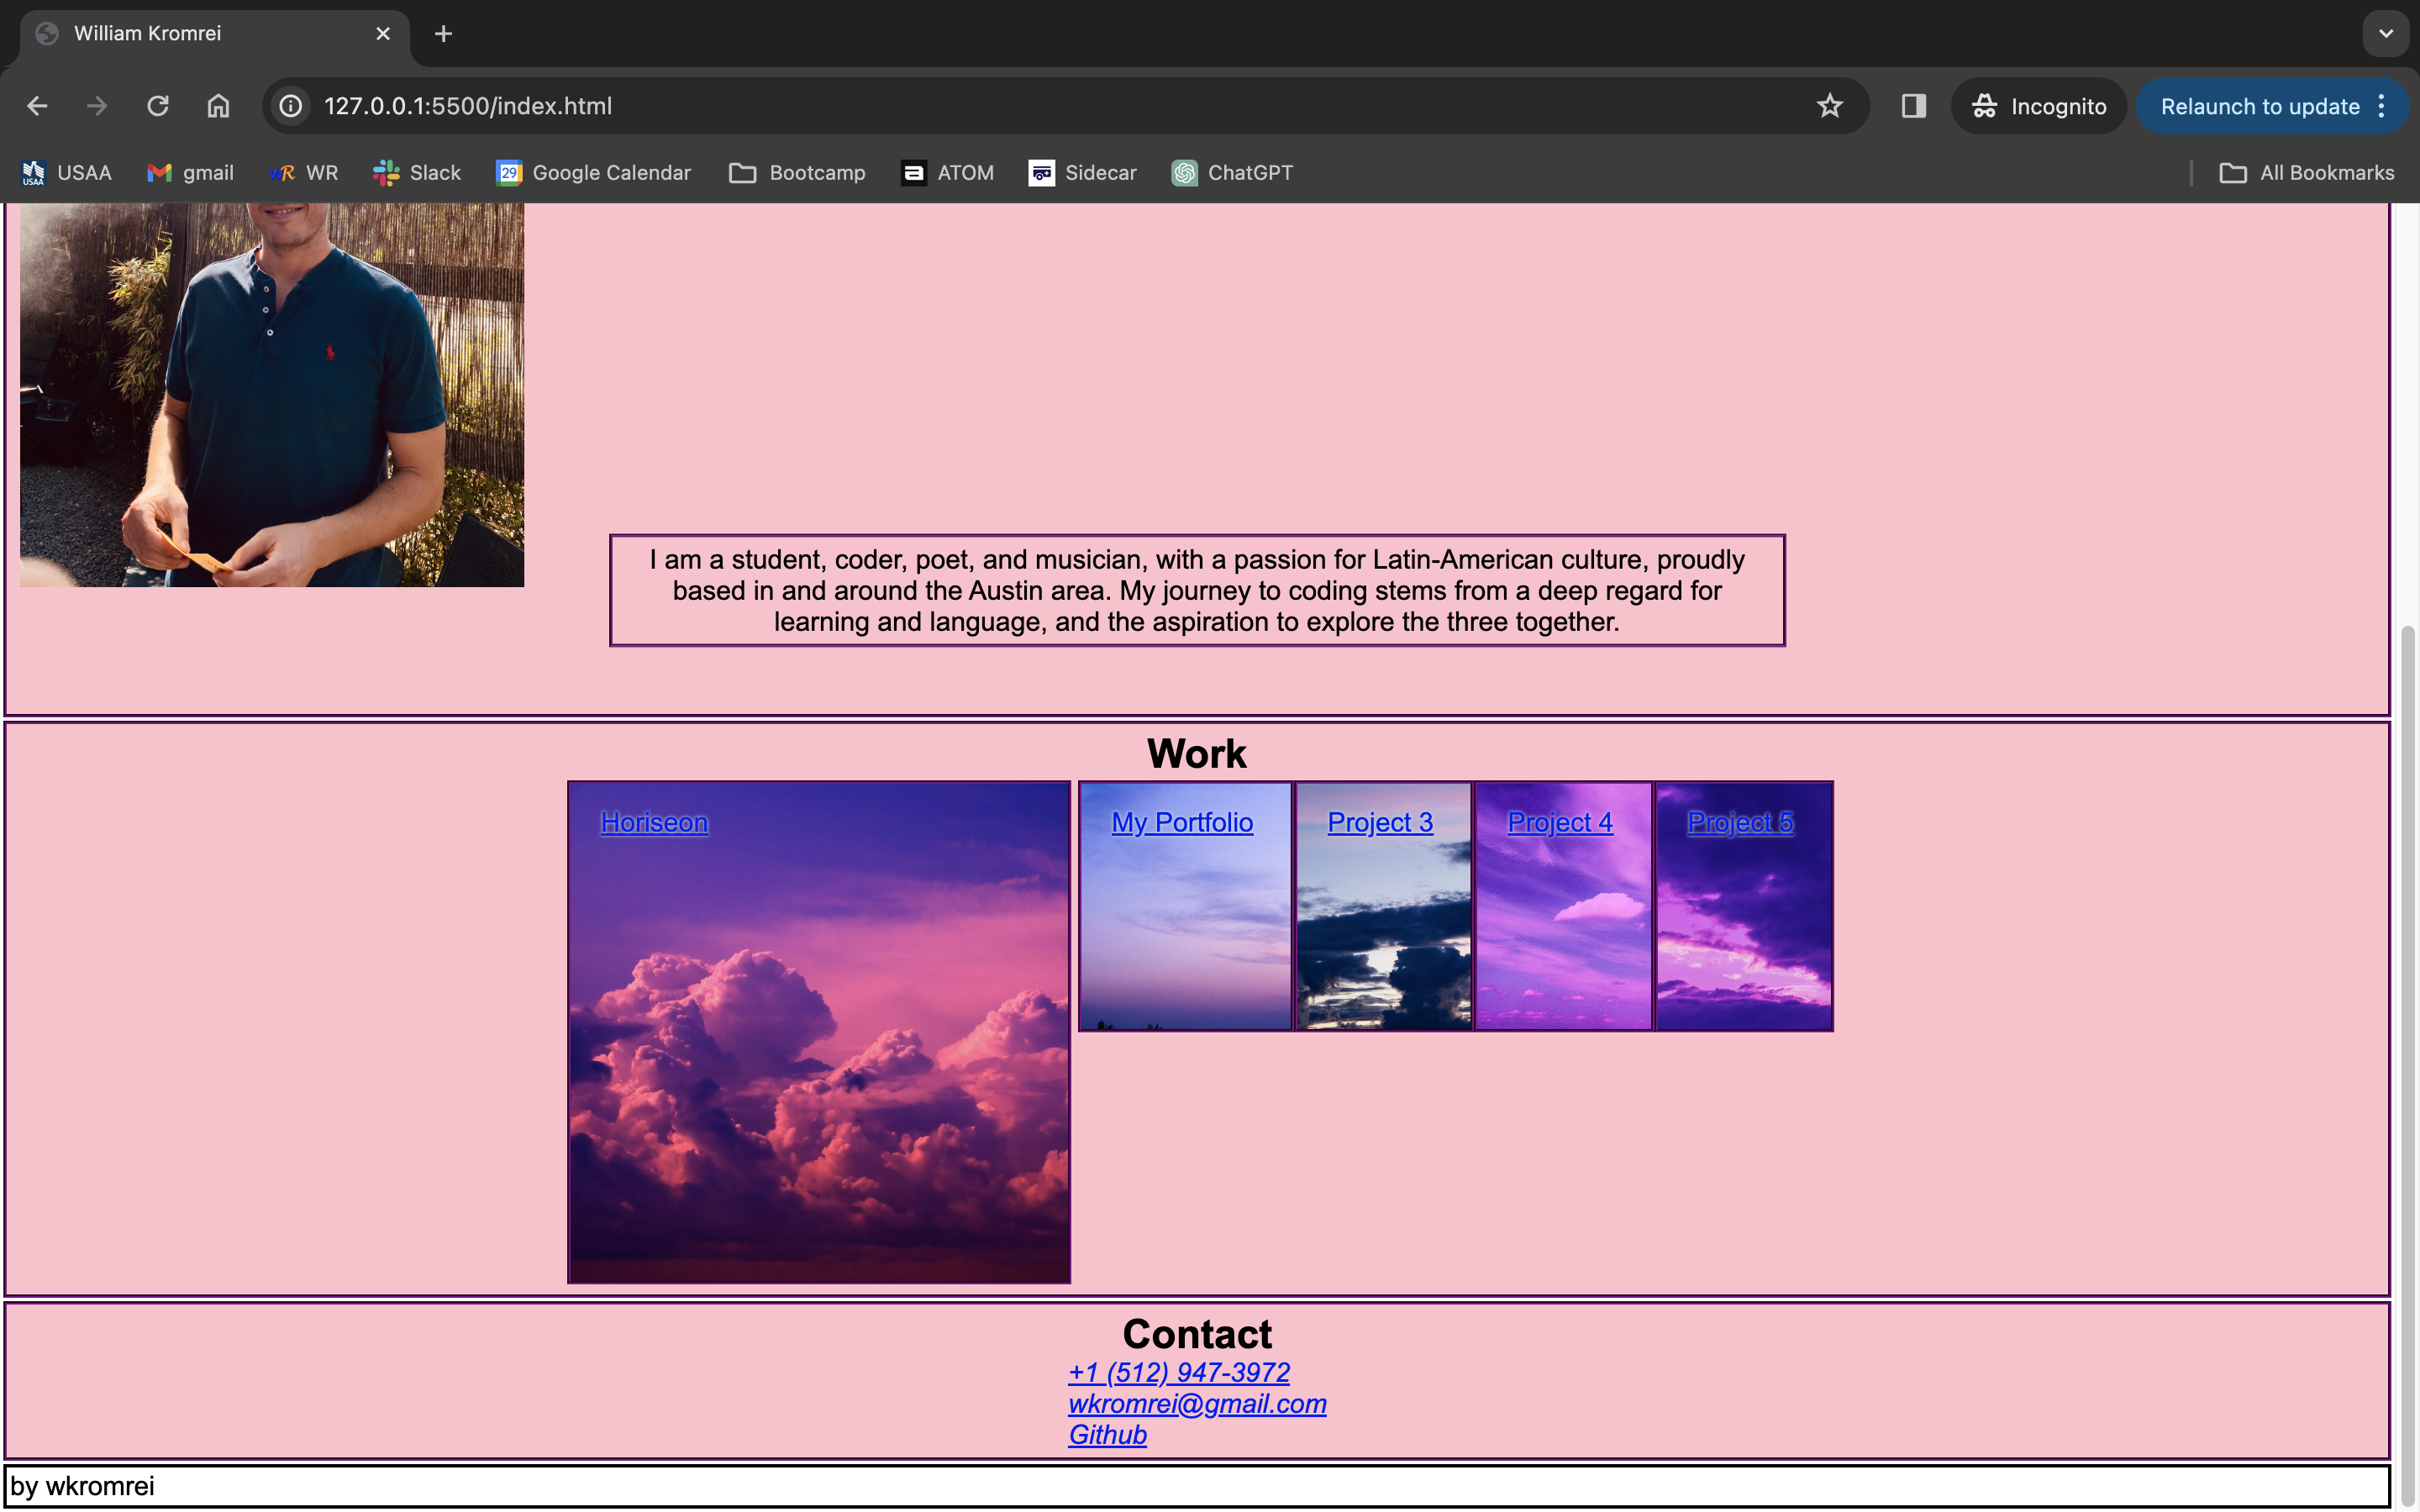 William Kromrei
127.0.0.1:5500/index.html
Incognito
Relaunch to update
USAA
USAA
gmail
WR
WR
Slack
29
Google Calendar
Bootcamp
ATOM
Sidecar
ChatGPT
All Bookmarks
I am a student, coder, poet, and musician, with a passion for Latin-American culture, proudly
based in and around the Austin area. My journey to coding stems from a deep regard for
learning and language, and the aspiration to explore the three together.
Work
Horiseon
My Portfolio
Project 3
Project 4
Project 5
Contact
+1 (512) 947-3972
wkromrei@gmail.com
Github
by wkromrei